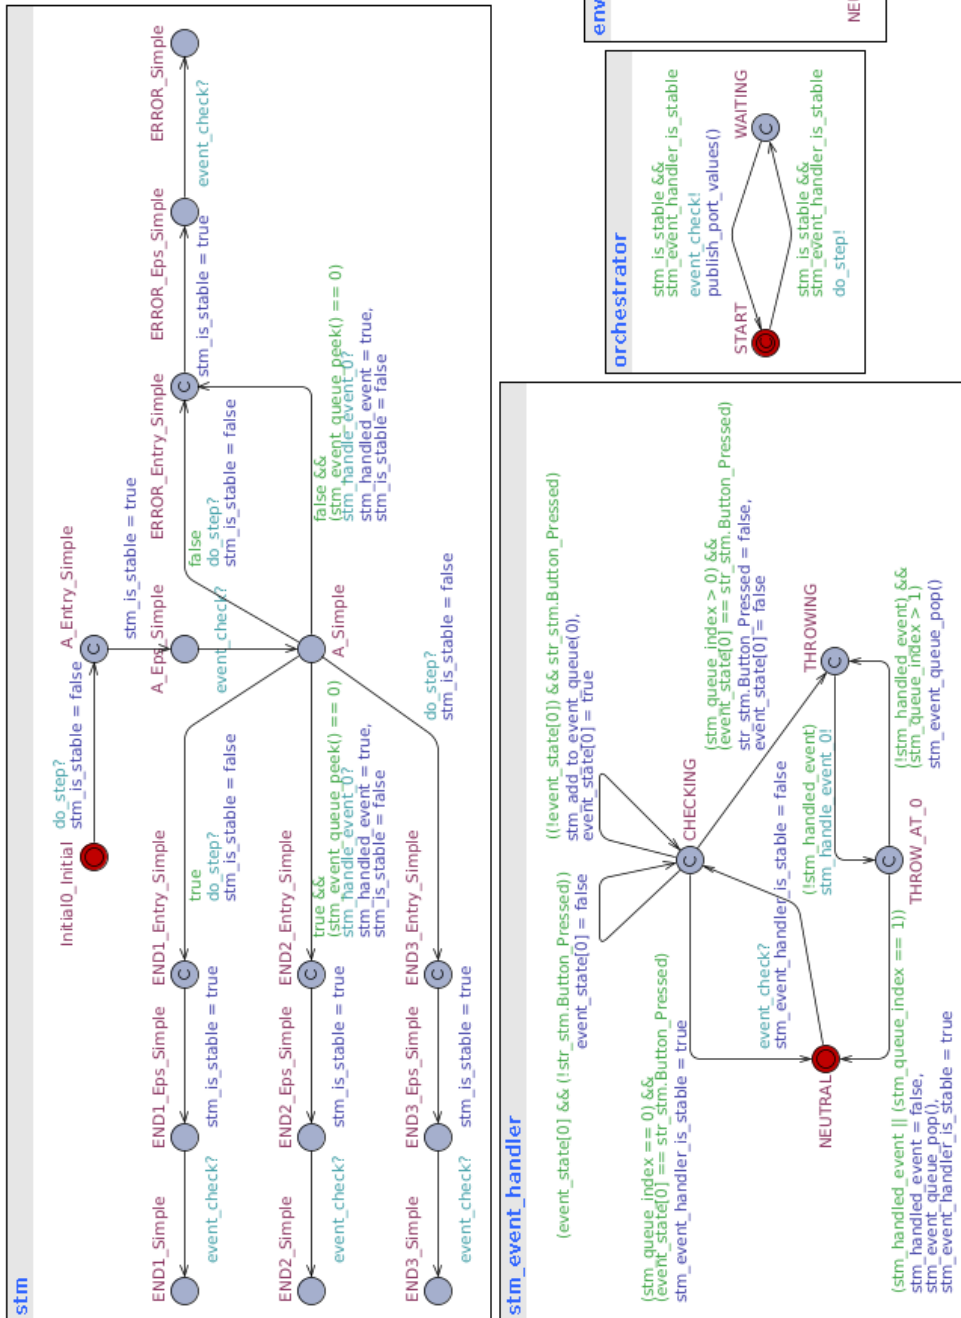 stm
Initial0_Initial
do_step?
stm_is_stable = false
A_Entry_Simple
stm_is_stable = true
A_Eps_Simple
event_check?
A_Simple
END1_Simple
event_check?
END1_Eps_Simple
stm_is_stable = true
END1_Entry_Simple
true
do_step?
stm_is_stable = false
END2_Simple
event_check?
END2_Eps_Simple
stm_is_stable = true
END2_Entry_Simple
true &&
(stm_event_queue_peek() == 0)
stm_handle_event_0?
stm_handled_event = true,
stm_is_stable = false
END3_Simple
event_check?
END3_Eps_Simple
stm_is_stable = true
END3_Entry_Simple
do_step?
stm_is_stable = false
false
do_step?
stm_is_stable = false
ERROR_Entry_Simple
stm_is_stable = true
ERROR_Eps_Simple
event_check?
ERROR_Simple
false &&
(stm_event_queue_peek() == 0)
stm_handle_event_0?
stm_handled_event = true,
stm_is_stable = false
stm_event_handler
(event_state[0] && (!str_stm.Button_Pressed))
event_state[0] = false
((!event_state[0]) && str_stm.Button_Pressed)
stm_add_to_event_queue(0),
event_state[0] = true
(stm_queue_index == 0) &&
(event_state[0] == str_stm.Button_Pressed)
stm_event_handler_is_stable = true
CHECKING
(stm_queue_index > 0) &&
(event_state[0] == str_stm.Button_Pressed)
str_stm.Button_Pressed = false,
event_state[0] = false
event_check?
stm_event_handler_is_stable = false
NEUTRAL
(!stm_handled_event)
stm_handle_event_0!
THROWING
(stm_handled_event || (stm_queue_index == 1))
stm_handled_event = false,
stm_event_queue_pop(),
stm_event_handler_is_stable = true
THROW_AT_0
(!stm_handled_event) &&
(stm_queue_index > 1)
stm_event_queue_pop()
orchestrator
stm_is_stable &&
stm_event_handler_is_stable
event_check!
publish_port_values()
START
WAITING
stm_is_stable &&
stm_event_handler_is_stable
do_step!
env